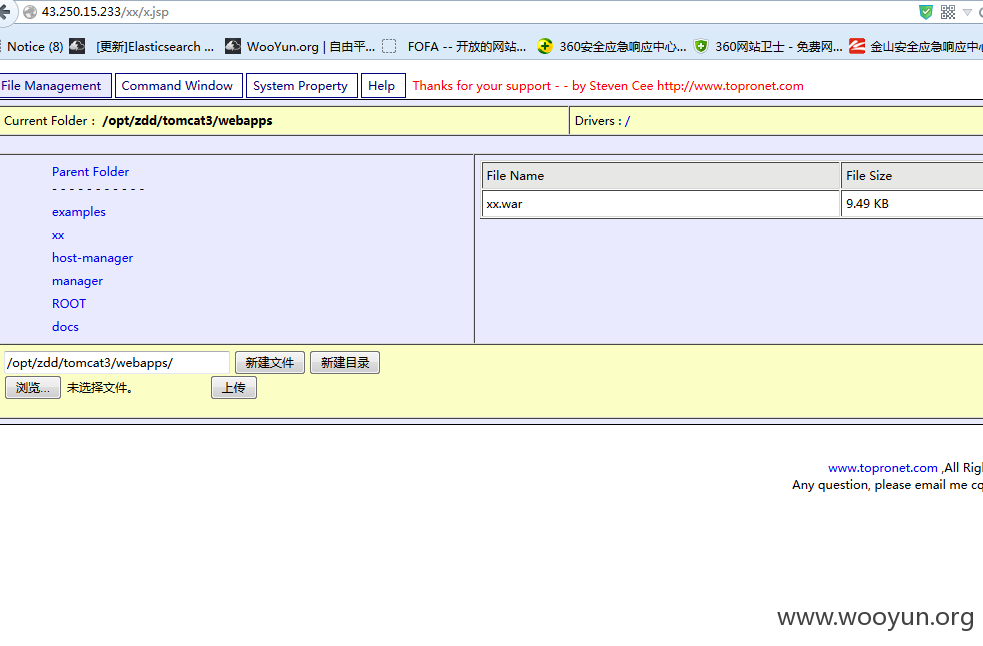 43.250.15.233/xx/x.jsp
Notice (8) [更新]Elasticsearch ... WooYun.org | 自由平... FOFA -- 开放的网站... 360安全应急响应中心... 360网站卫士 - 免费网... 金山安全应急响应中心
File Management Command Window System Property Help Thanks for your support - - by Steven Cee http://www.topronet.com
Current Folder : /opt/zdd/tomcat3/webapps Drivers : /
Parent Folder
- - - - - - - - - - -
examples
xx
host-manager
manager
ROOT
docs
File Name File Size
xx.war 9.49 KB
/opt/zdd/tomcat3/webapps/ 新建文件 新建目录
浏览... 未选择文件。 上传
www.topronet.com ,All Rig
Any question, please email me cq
www.wooyun.org